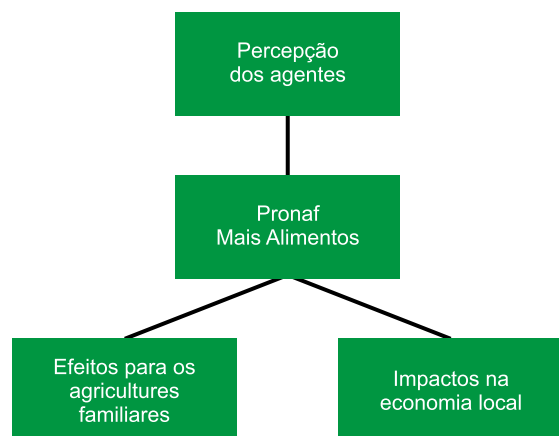 Percepção
dos agentes
Pronaf
Mais Alimentos
Efeitos para os
agricultures
familiares
Impactos na
economia local